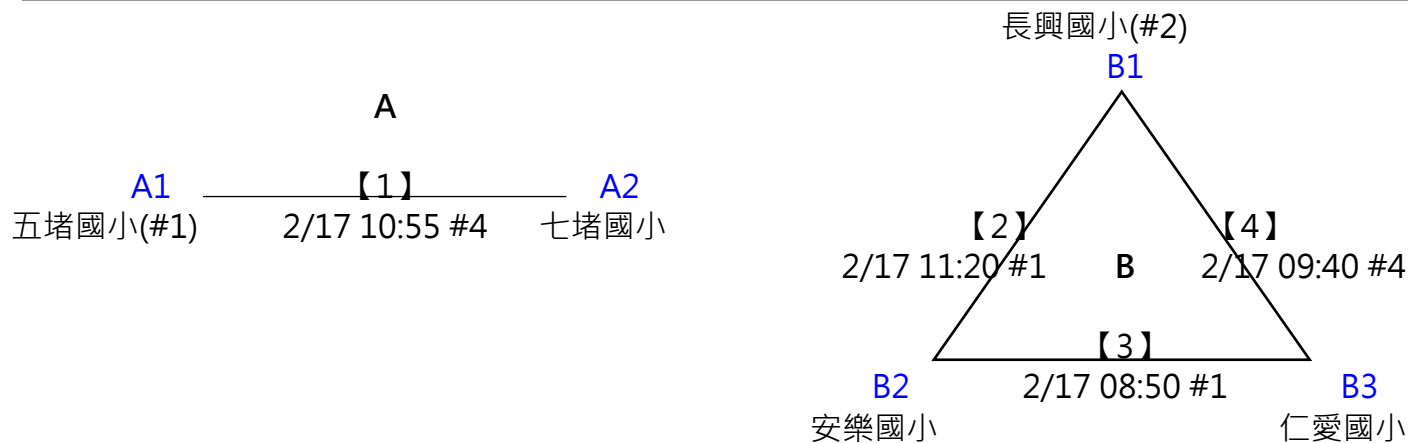 A
A1
【1】
A2
五堵國小(#1)
2/17 10:55 #4
七堵國小
長興國小(#2)
B1
【2】
【4】
2/17 11:20 #1
B
2/17 09:40 #4
【3】
B2
2/17 08:50 #1
B3
安樂國小
仁愛國小